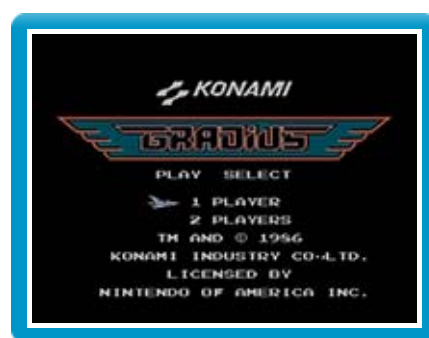 KONAMI
GRADIUS
PLAY SELECT
1 PLAYER
2 PLAYERS
TM AND © 1986
KONAMI INDUSTRY CO.,LTD.
LICENSED BY
NINTENDO OF AMERICA INC.